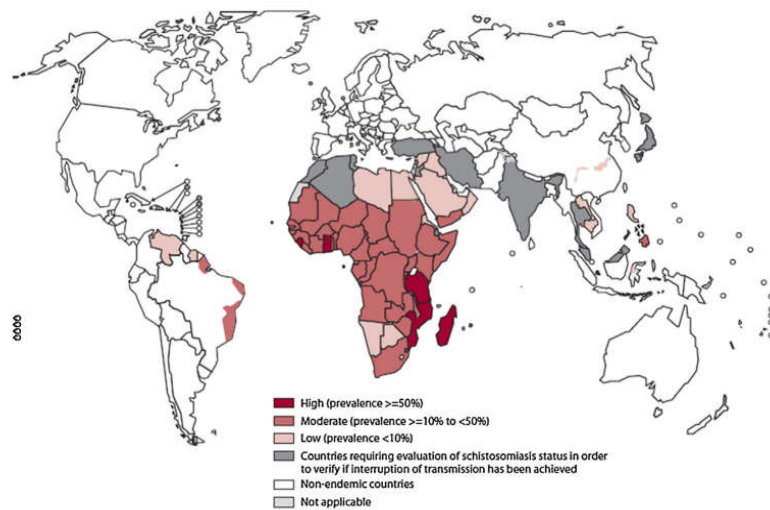 High (prevalence >=50%)
Moderate (prevalence >=10% to <50%)
Low (prevalence <10%)
Countries requiring evaluation of schistosomiasis status in order
to verify if interruption of transmission has been achieved
Non-endemic countries
Not applicable